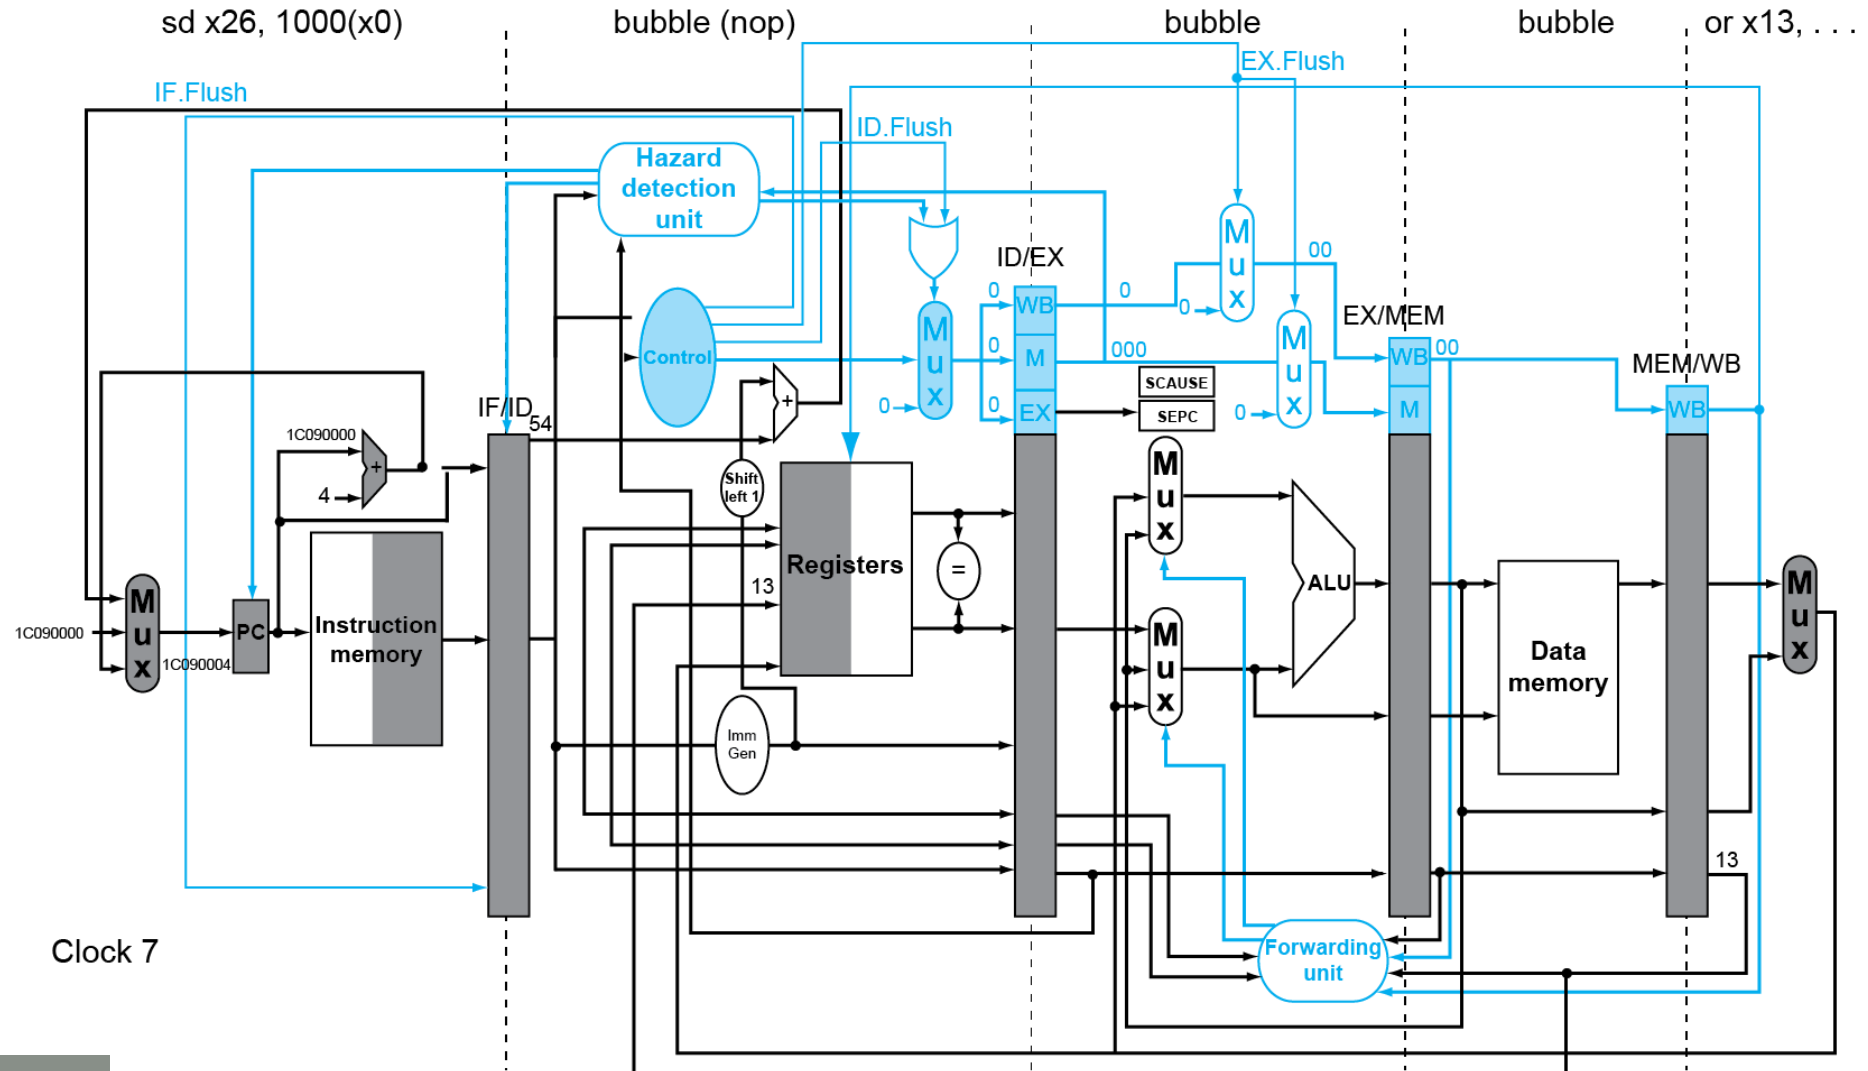 sd x26, 1000(x0)
bubble (nop)
bubble
bubble
or x13, . . .
EX.Flush
IF.Flush
ID.Flush
Hazard
detection
unit
M
u
x
00
ID/EX
0
WB
0
0
EX/MEM
M
u
x
0
M
000
M
u
x
WB
00
MEM/WB
Control
SCAUSE
0
0
EX
SEPC
0
M
WB
IF/ID
54
+
1C090000
+
4
Shift
left 1
M
u
x
Registers
=
ALU
13
M
u
x
1C090000
PC
1C090004
Instruction
memory
M
u
x
Data
memory
M
u
x
Imm
Gen
13
Clock 7
Forwarding
unit